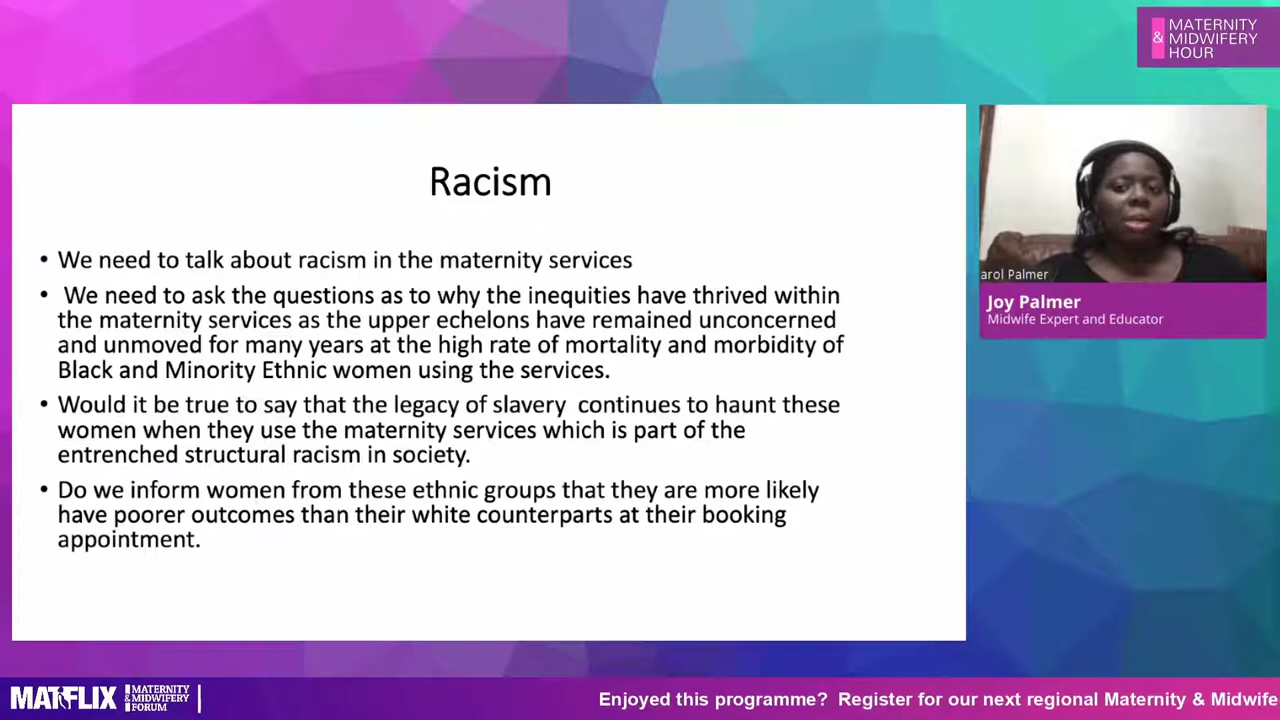 MATERNITY
& MIDWIFERY
HOUR
Racism
• We need to talk about racism in the maternity services
• We need to ask the questions as to why the inequities have thrived within
the maternity services as the upper echelons have remained unconcerned
and unmoved for many years at the high rate of mortality and morbidity of
Black and Minority Ethnic women using the services.
• Would it be true to say that the legacy of slavery continues to haunt these
women when they use the maternity services which is part of the
entrenched structural racism in society.
• Do we inform women from these ethnic groups that they are more likely
have poorer outcomes than their white counterparts at their booking
appointment.
arol Palmer
Joy Palmer
Midwife Expert and Educator
MATFLIX
MATERNITY
& MIDWIFERY
FORUM
Enjoyed this programme? Register for our next regional Maternity & Midwife